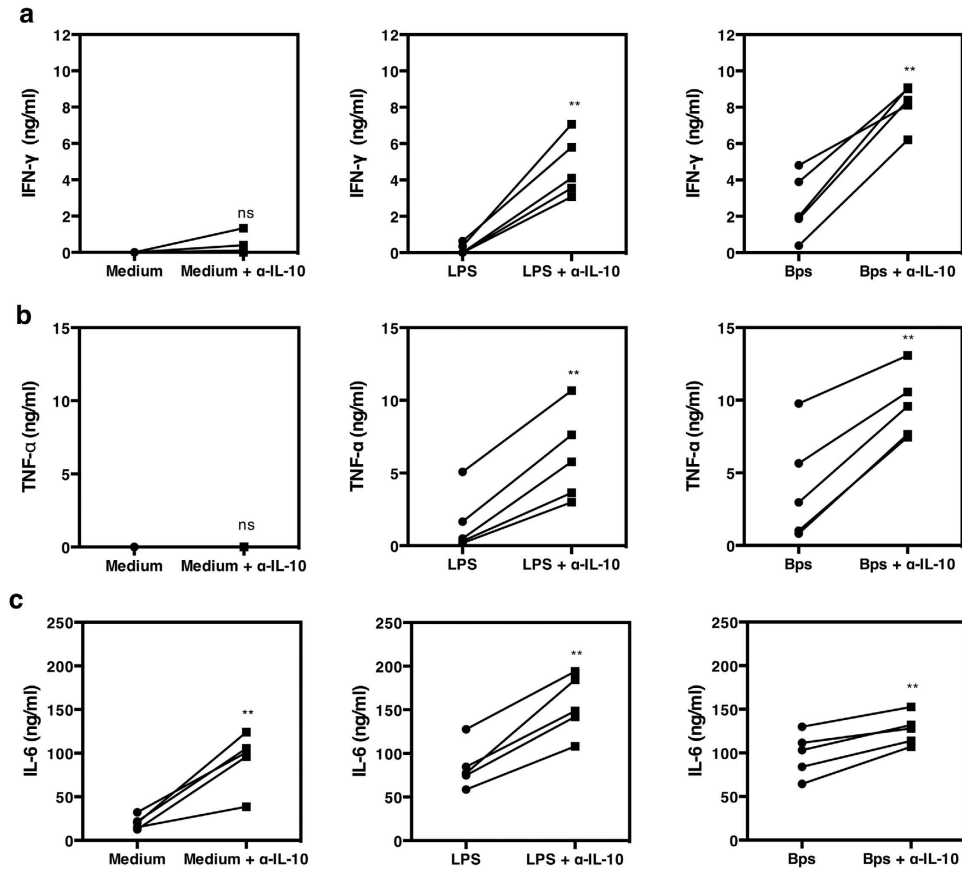 a
12
10
8
6
4
2
0
IFN-γ (ng/ml)
ns
Medium
Medium + α-IL-10
12
10
8
6
4
2
0
IFN-γ (ng/ml)
**
LPS
LPS + α-IL-10
12
10
8
6
4
2
0
IFN-γ (ng/ml)
**
Bps
Bps + α-IL-10
b
15
10
5
0
TNF-α (ng/ml)
ns
Medium
Medium + α-IL-10
15
10
5
0
TNF-α (ng/ml)
**
LPS
LPS + α-IL-10
15
10
5
0
TNF-α (ng/ml)
**
Bps
Bps + α-IL-10
c
250
200
150
100
50
0
IL-6 (ng/ml)
**
Medium
Medium + α-IL-10
250
200
150
100
50
0
IL-6 (ng/ml)
**
LPS
LPS + α-IL-10
250
200
150
100
50
0
IL-6 (ng/ml)
**
Bps
Bps + α-IL-10